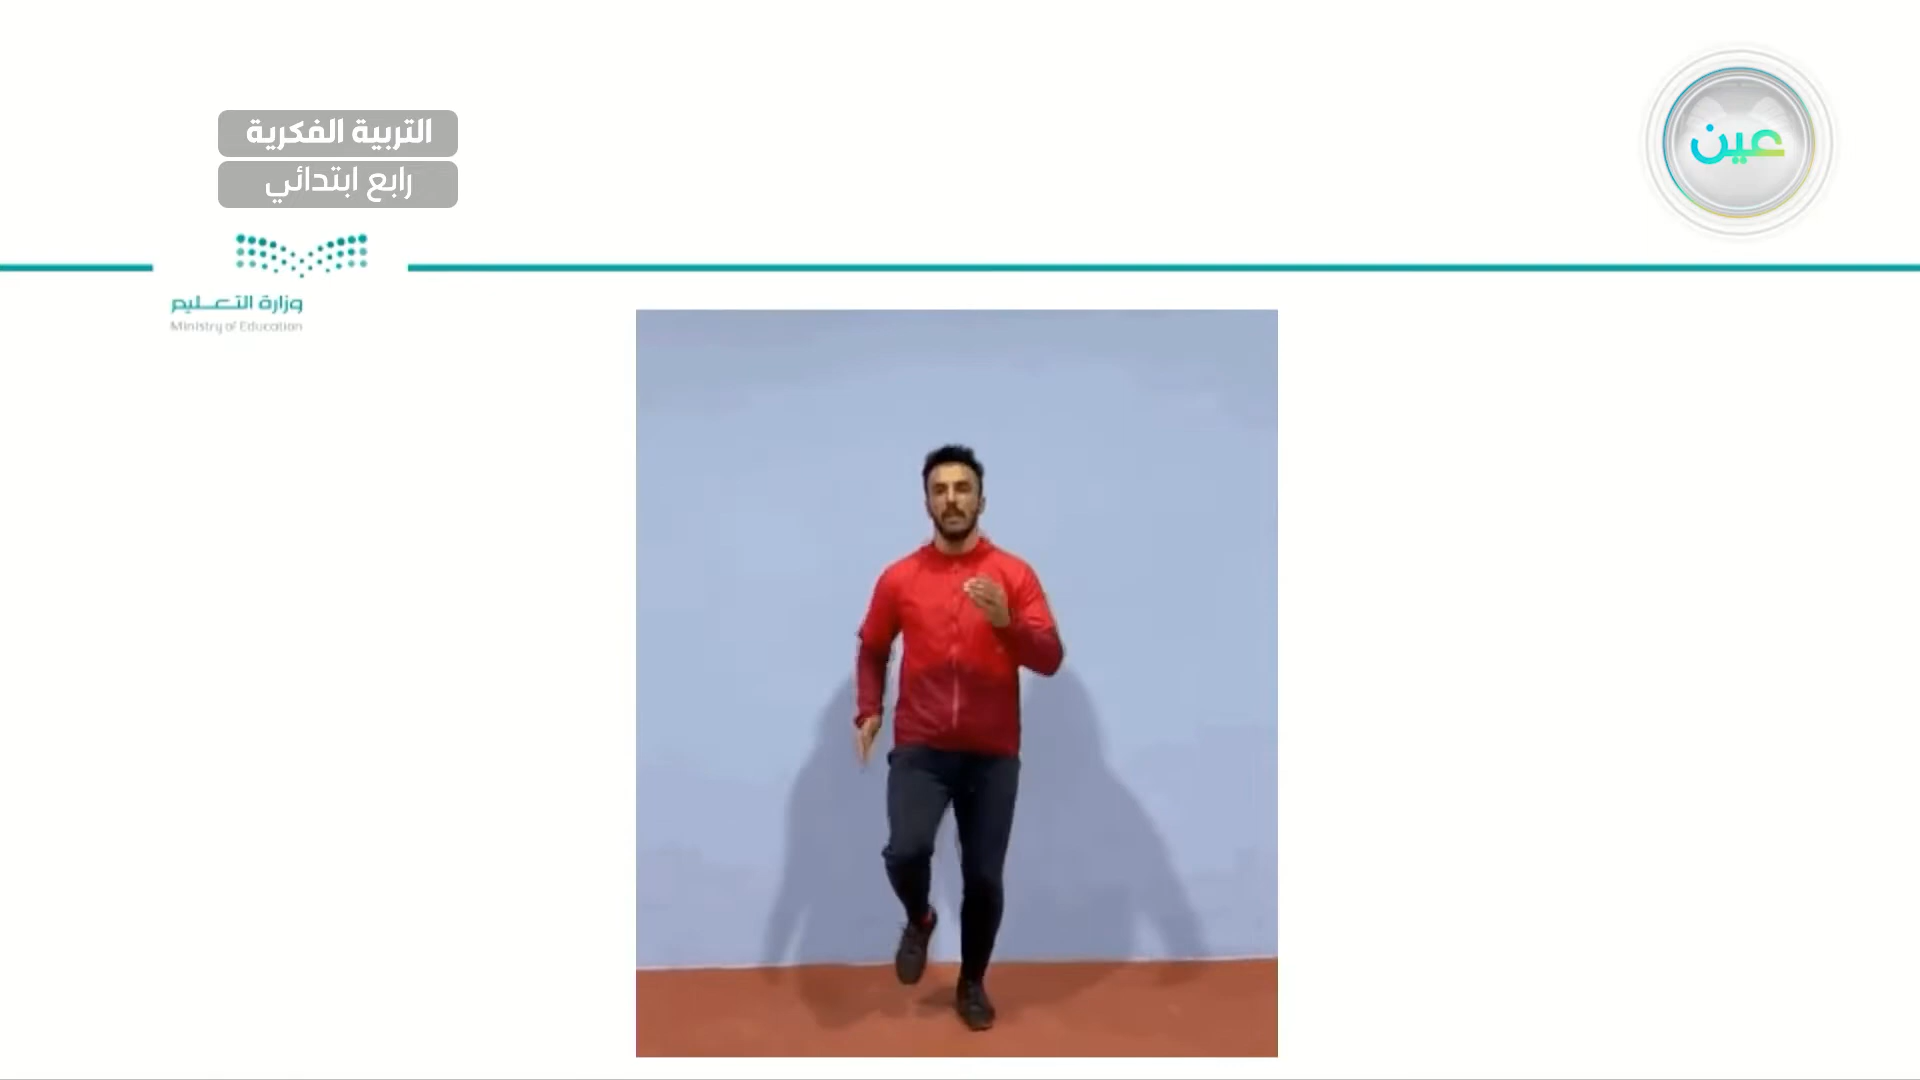 عين
التربية الفكرية
رابع ابتدائي
وزارة التعليم
Ministry of Education